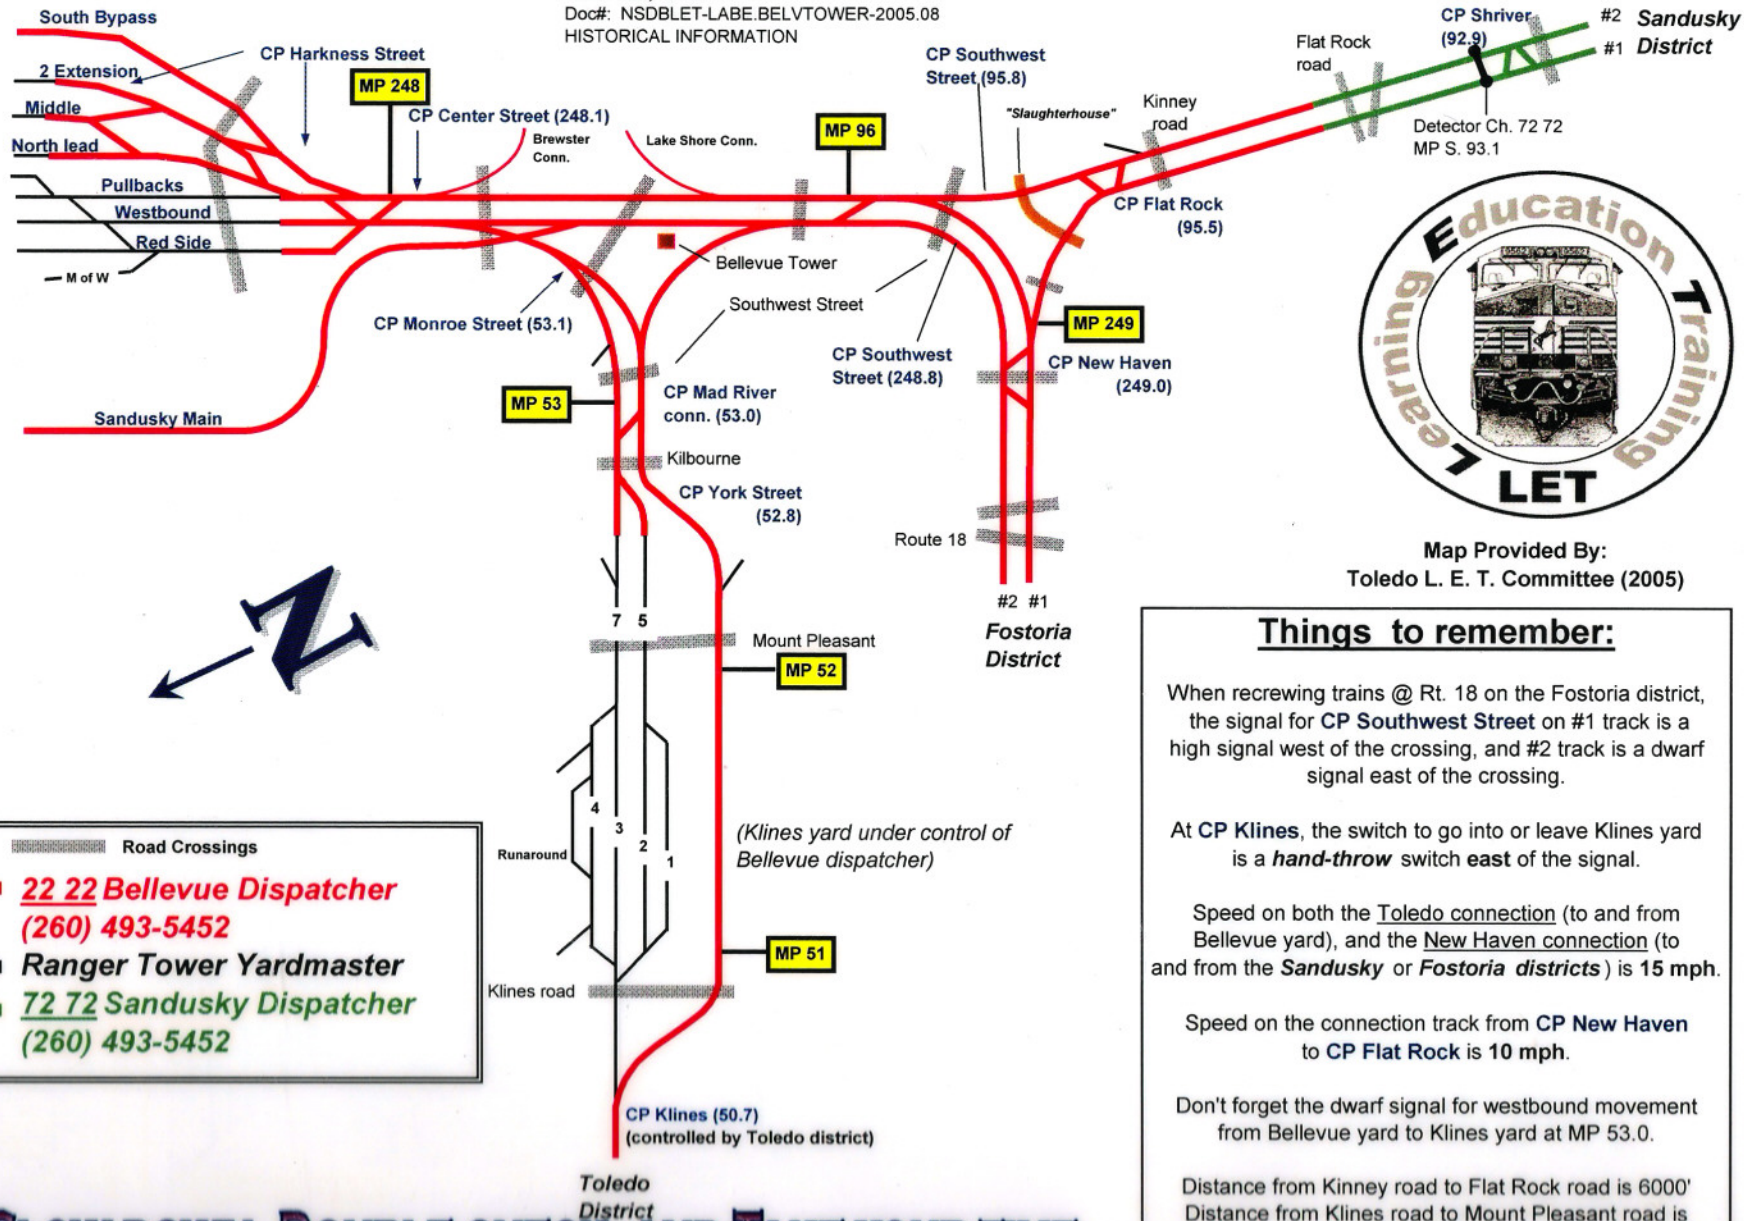 Doc#: NSDBLET-LABE.BELVTOWER-2005.08
HISTORICAL INFORMATION
South Bypass
CP Harkness Street
2 Extension
Middle
North lead
Pullbacks
Westbound
Red Side
M of W
MP 248
CP Center Street (248.1)
Brewster
Conn.
Lake Shore Conn.
MP 96
CP Southwest
Street (95.8)
"Slaughterhouse"
Kinney
road
Flat Rock
road
CP Shriver
(92.9)
#2
#1
Sandusky
District
Detector Ch. 72 72
MP S. 93.1
CP Flat Rock
(95.5)
Bellevue Tower
Southwest Street
CP Monroe Street (53.1)
MP 249
CP Southwest
Street (248.8)
CP New Haven
(249.0)
MP 53
CP Mad River
conn. (53.0)
Sandusky Main
Kilbourne
CP York Street
(52.8)
Route 18
#2 #1
Fostoria
District
7 5
Mount Pleasant
MP 52
N
4
3
2
1
Runaround
(Klines yard under control of
Bellevue dispatcher)
MP 51
Klines road
CP Klines (50.7)
(controlled by Toledo district)
Toledo
District
Road Crossings
22 22 Bellevue Dispatcher
(260) 493-5452
Ranger Tower Yardmaster
72 72 Sandusky Dispatcher
(260) 493-5452
Learning Education Training
LET
Map Provided By:
Toledo L. E. T. Committee (2005)
Things to remember:
When recrewing trains @ Rt. 18 on the Fostoria district,
the signal for CP Southwest Street on #1 track is a
high signal west of the crossing, and #2 track is a dwarf
signal east of the crossing.
At CP Klines, the switch to go into or leave Klines yard
is a hand-throw switch east of the signal.
Speed on both the Toledo connection (to and from
Bellevue yard), and the New Haven connection (to
and from the Sandusky or Fostoria districts) is 15 mph.
Speed on the connection track from CP New Haven
to CP Flat Rock is 10 mph.
Don't forget the dwarf signal for westbound movement
from Bellevue yard to Klines yard at MP 53.0.
Distance from Kinney road to Flat Rock road is 6000'
Distance from Klines road to Mount Pleasant road is